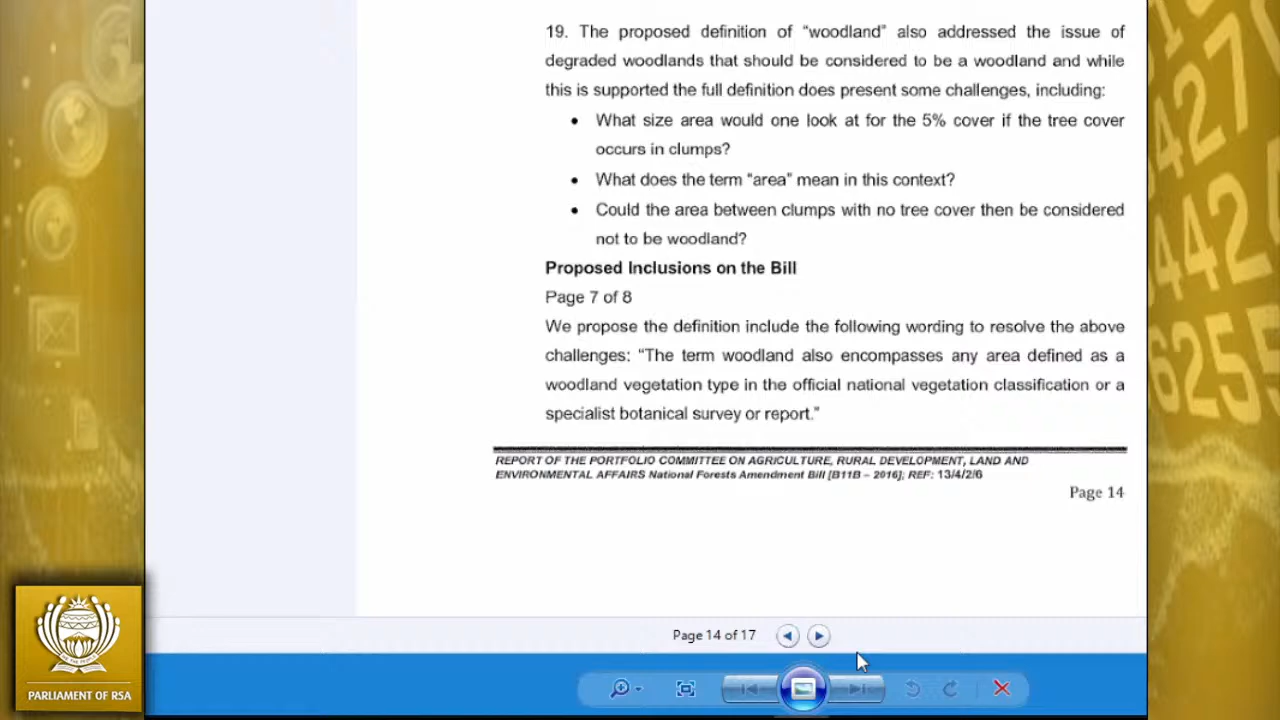 19. The proposed definition of “woodland” also addressed the issue of
degraded woodlands that should be considered to be a woodland and while
this is supported the full definition does present some challenges, including:
• What size area would one look at for the 5% cover if the tree cover
occurs in clumps?
• What does the term “area” mean in this context?
• Could the area between clumps with no tree cover then be considered
not to be woodland?
Proposed Inclusions on the Bill
Page 7 of 8
We propose the definition include the following wording to resolve the above
challenges: “The term woodland also encompasses any area defined as a
woodland vegetation type in the official national vegetation classification or a
specialist botanical survey or report.”
REPORT OF THE PORTFOLIO COMMITTEE ON AGRICULTURE, RURAL DEVELOPMENT, LAND AND
ENVIRONMENTAL AFFAIRS National Forests Amendment Bill [B11B – 2016]; REF: 13/4/2/6
Page 14
Page 14 of 17
PARLIAMENT OF RSA
427
442
6255